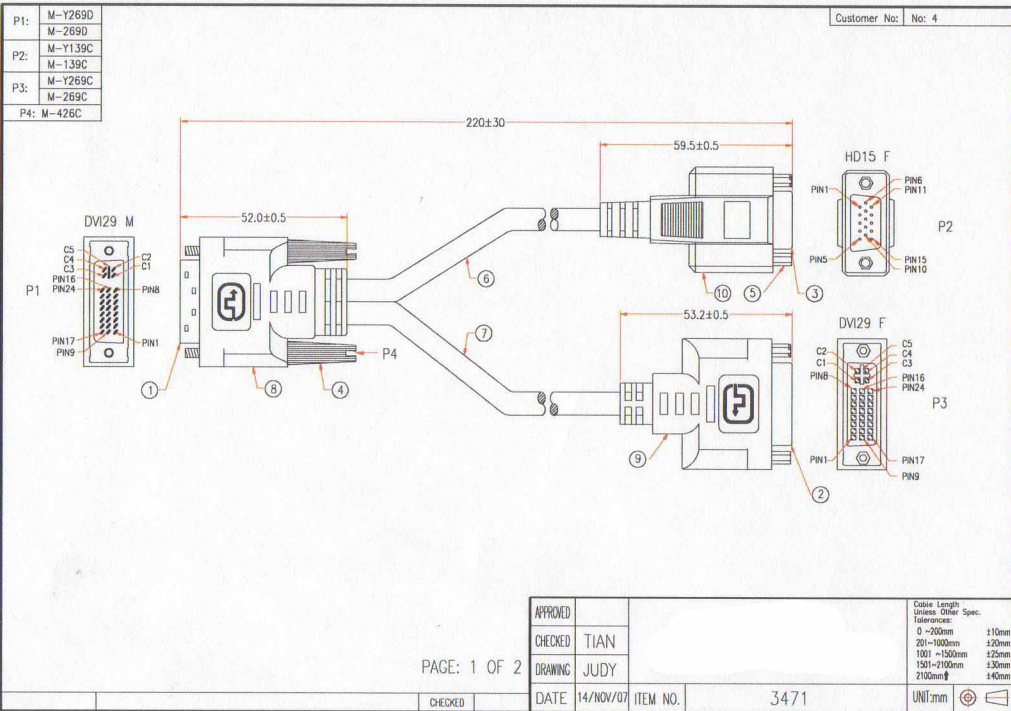 P1: M-Y269D
M-269D
P2: M-Y139C
M-139C
P3: M-Y269C
M-269C
P4: M-426C
Customer No: No: 4
220±30
59.5±0.5
52.0±0.5
53.2±0.5
DVI29 M
C5
C4
C3
C2
C1
PIN16
PIN24
PIN8
PIN17
PIN9
PIN1
P1
HD15 F
PIN1
PIN6
PIN11
PIN5
PIN15
PIN10
P2
DVI29 F
C2
C1
PIN8
C5
C4
C3
PIN16
PIN24
PIN1
PIN17
PIN9
P3
P4
1
8
4
6
7
10
5
3
9
2
PAGE: 1 OF 2
CHECKED
APPROVED
CHECKED TIAN
DRAWING JUDY
DATE 14/NOV/07 ITEM NO. 3471
Cable Length
Unless Other Spec.
Tolerances:
0 ~200mm ±10mm
201~1000mm ±20mm
1001 ~1500mm ±25mm
1501~2100mm ±30mm
2100mm⬆ ±40mm
UNIT:mm